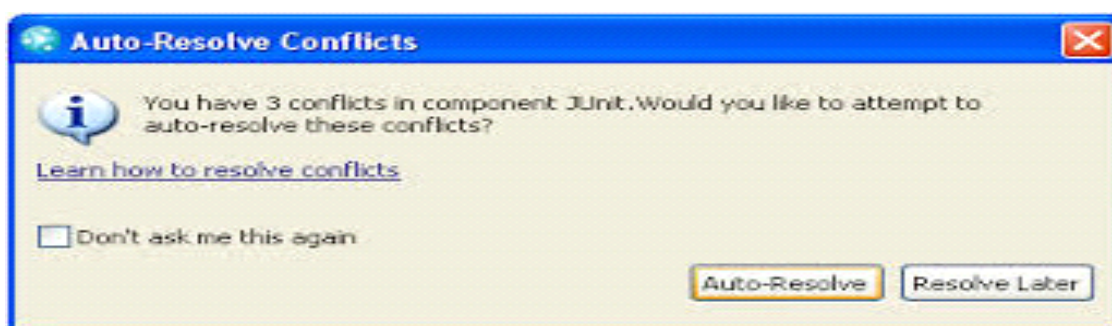 Auto-Resolve Conflicts
You have 3 conflicts in component JUnit.Would you like to attempt to
auto-resolve these conflicts?
Learn how to resolve conflicts
Don't ask me this again
Auto-Resolve Resolve Later